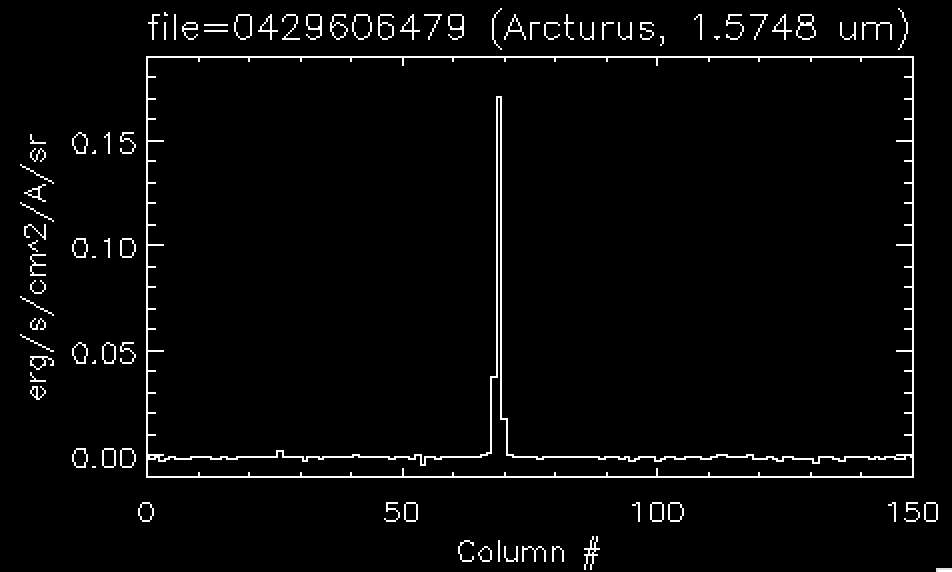 file=0429606479 (Arcturus, 1.5748 um)
erg/s/cm^2/A/sr
0.15
0.10
0.05
0.00
0 50 100 150
Column #